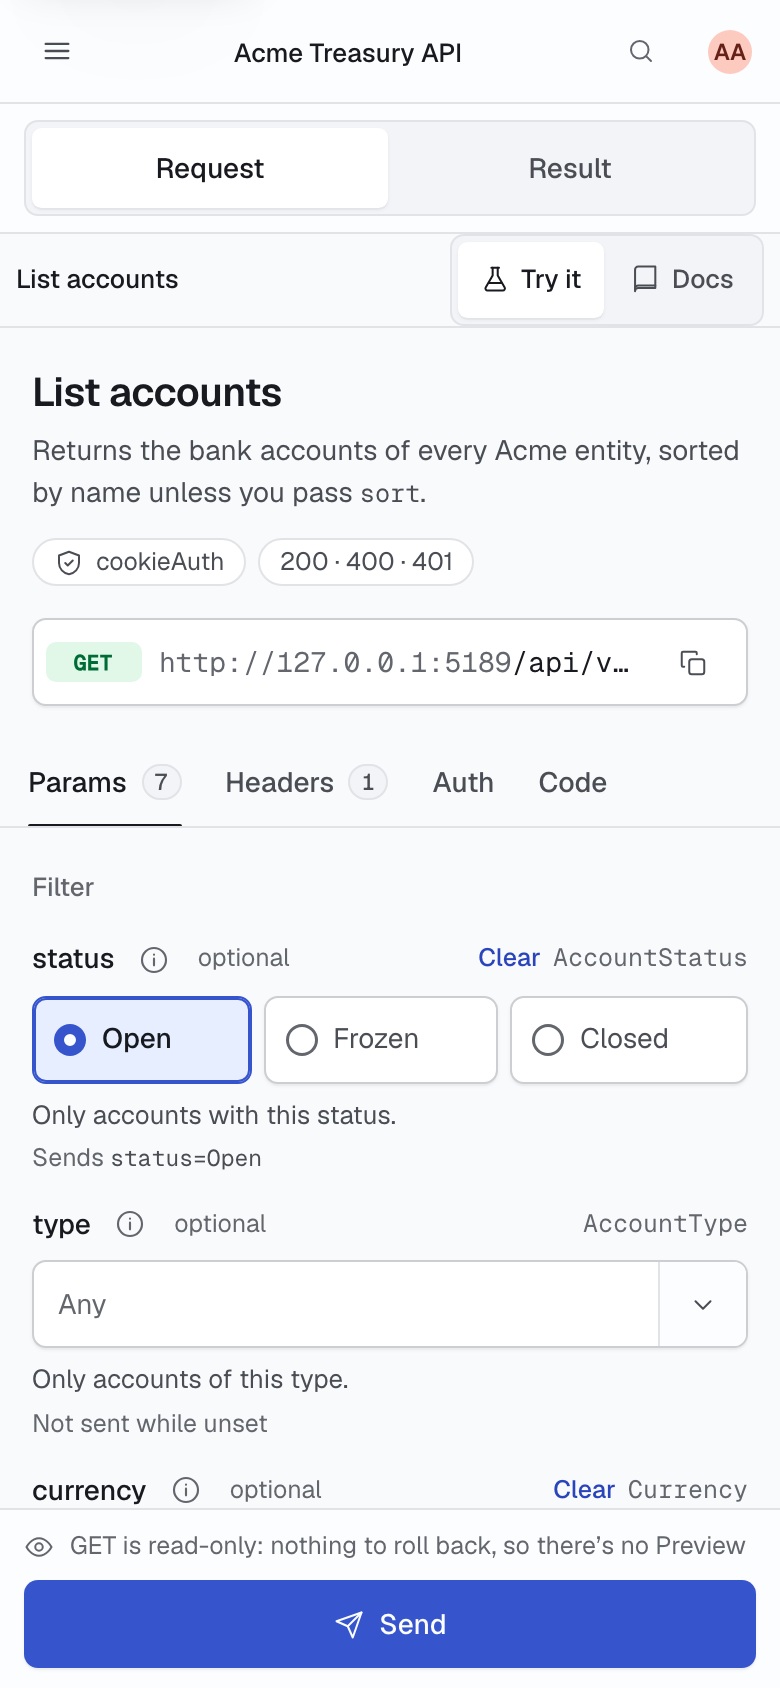 Acme Treasury API
AA
Request
Result
List accounts
Try it
Docs
List accounts
Returns the bank accounts of every Acme entity, sorted
by name unless you pass sort.
cookieAuth
200 · 400 · 401
GET
http://127.0.0.1:5189/api/v…
Params 7
Headers 1
Auth
Code
Filter
status optional
Clear AccountStatus
Open
Frozen
Closed
Only accounts with this status.
Sends status=Open
type optional
AccountType
Any
Only accounts of this type.
Not sent while unset
currency optional
Clear Currency
GET is read-only: nothing to roll back, so there’s no Preview
Send